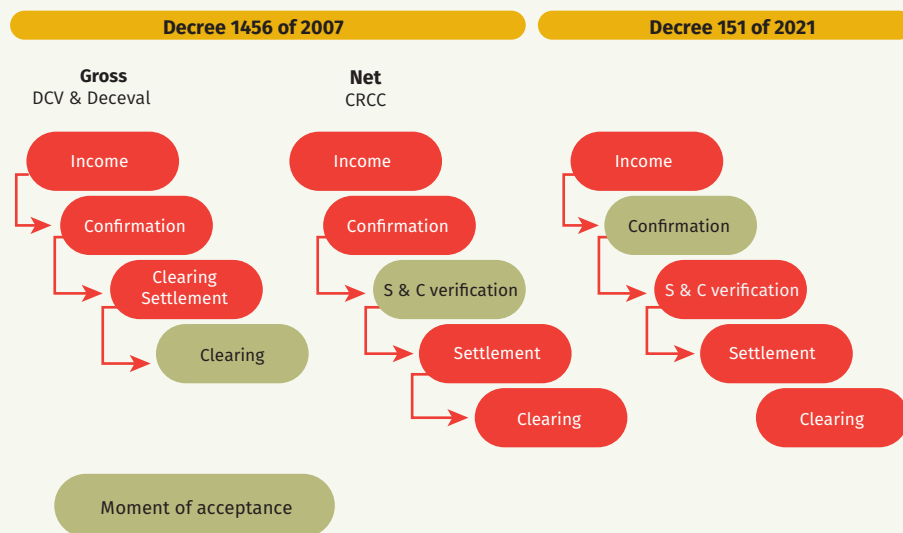 Decree 1456 of 2007
Decree 151 of 2021
Gross
DCV & Deceval
Net
CRCC
Income
Confirmation
Clearing
Settlement
Clearing
Income
Confirmation
S & C verification
Settlement
Clearing
Income
Confirmation
S & C verification
Settlement
Clearing
Moment of acceptance